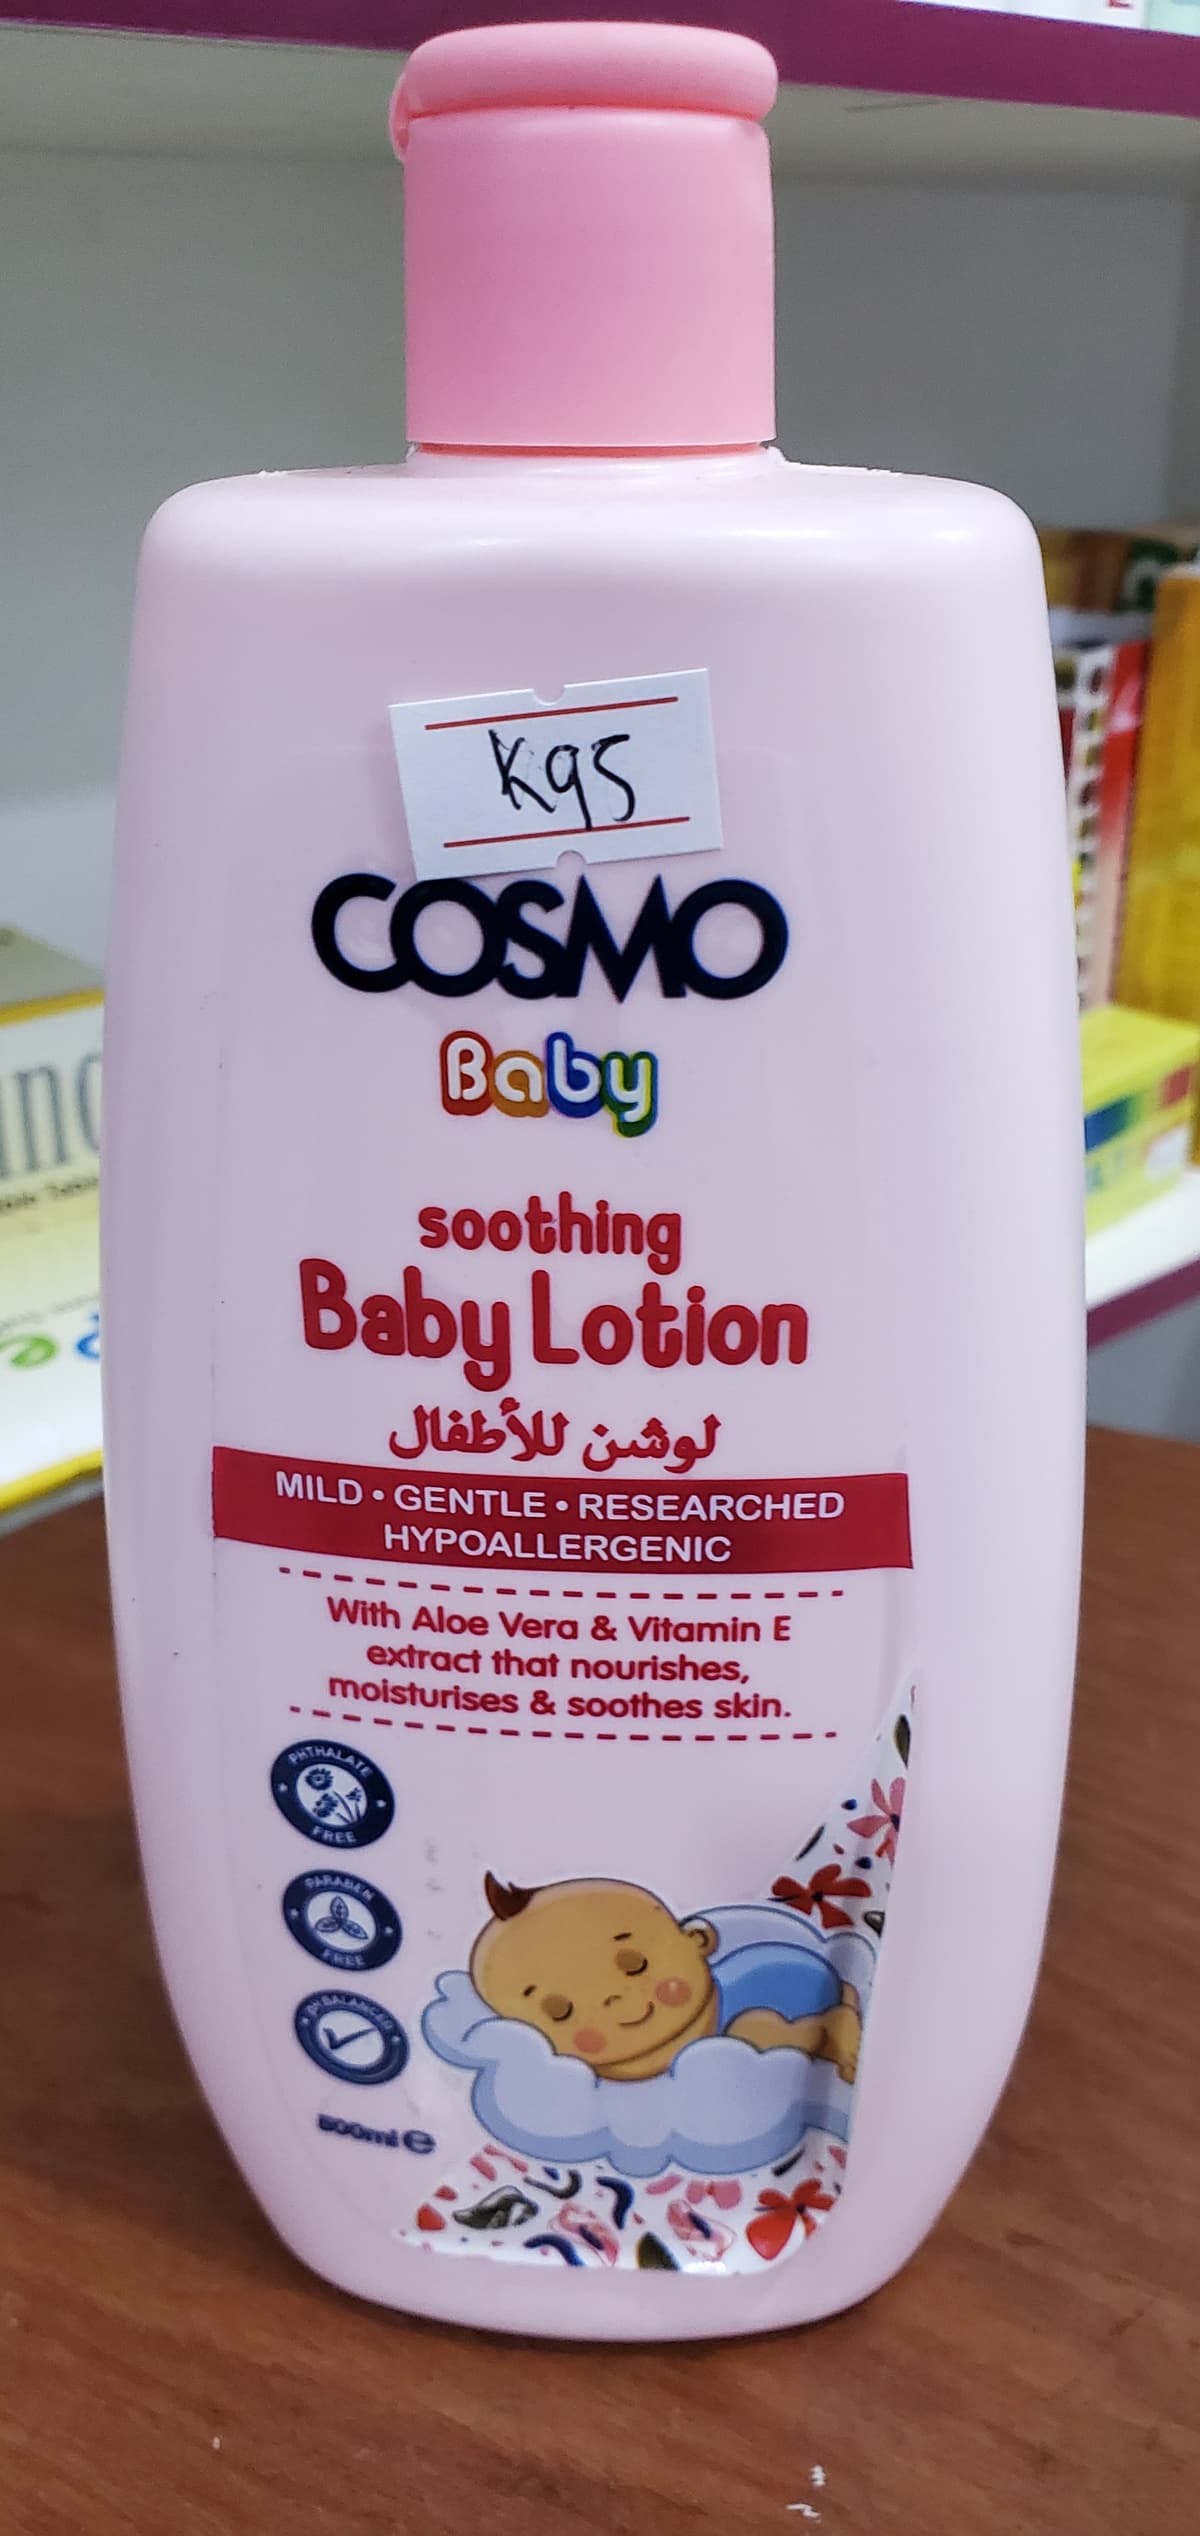 K95
COSMO
Baby
soothing
Baby Lotion
لوشن للأطفال
MILD • GENTLE • RESEARCHED
HYPOALLERGENIC
With Aloe Vera & Vitamin E
extract that nourishes,
moisturises & soothes skin.
PHTHALATE
FREE
PARABEN
FREE
PH BALANCED
500ml e